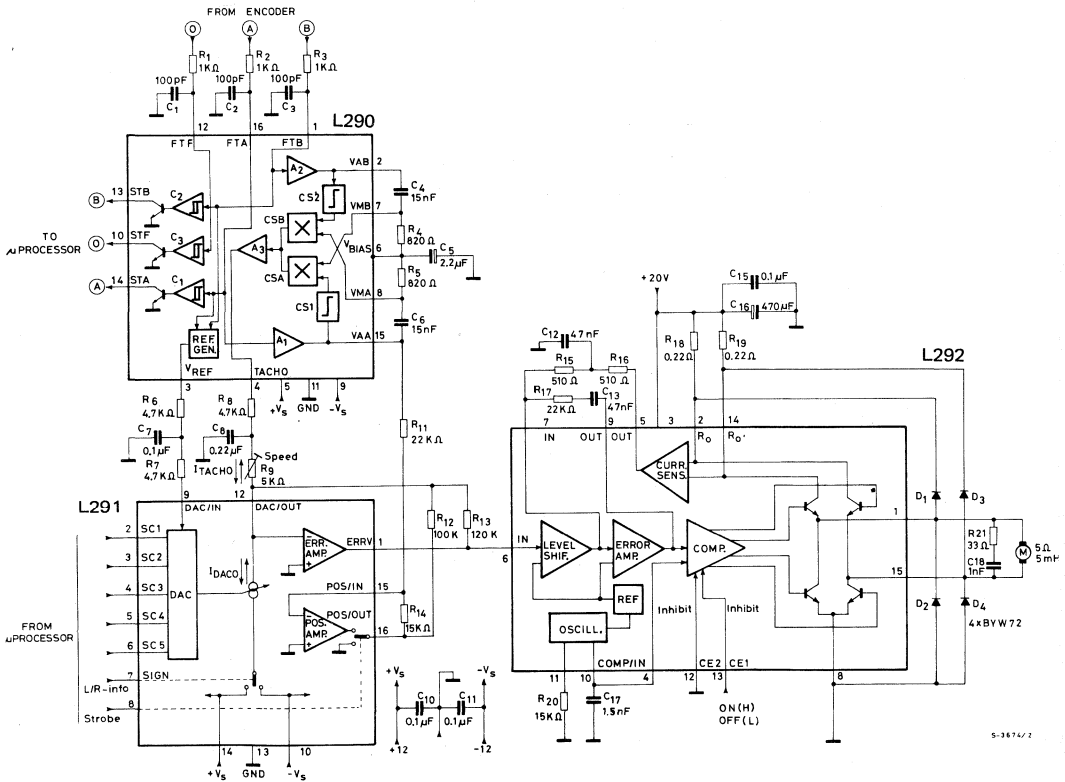 FROM ENCODER
O A B
R1 1KΩ
R2 1KΩ
R3 1KΩ
100pF C1
100pF C2
100pF C3
12 16 1
L290
FTF FTA FTB
A2
VAB 2
C4 15nF
CS2
13 STB
C2
B
CSB
VMB 7
R4 820Ω
TO µPROCESSOR
O
10 STF
C3
A3
VBIAS 6
C5 2.2µF
CSA
R5 820Ω
A
14 STA
C1
VMA 8
CS1
C6 15nF
REF. GEN.
A1
VAA 15
VREF TACHO
3 4 5 11 9
+Vs GND -Vs
R6 4.7KΩ
R8 4.7KΩ
C7 0.1µF
C8 0.22µF
R7 4.7KΩ
ITACHO
Speed
R9 5KΩ
R11 22KΩ
L291
9 12
DAC/IN DAC/OUT
R12 100K
R13 120K
2 SC1
3 SC2
4 SC3
5 SC4
6 SC5
DAC
IDACO
ERR. AMP.
ERRV 1
POS/IN 15
POS/OUT
POS. AMP.
16
R14 15KΩ
FROM µPROCESSOR
7 SIGN
L/R-info
8
Strobe
14 13 10
+Vs GND -Vs
+Vs -Vs
C10 0.1µF
C11 0.1µF
+12 -12
+20V
C15 0.1µF
C16 470µF
C12 47nF
R15 510Ω
R16 510Ω
R17 22KΩ
C13 47nF
R18 0.22Ω
R19 0.22Ω
L292
7 9 5 3 2 14
IN OUT OUT R0 R0'
CURR. SENS.
6 IN
LEVEL SHIF.
ERROR AMP.
COMP.
REF
OSCILL.
Inhibit Inhibit
COMP/IN CE2 CE1
11 10 4 12 13 8
R20 15KΩ
C17 1.5nF
ON(H)
OFF(L)
1
15
D1 D3
D2 D4
4xBYW72
R21 33Ω
C18 1nF
M
5Ω
5mH
S-3674/2